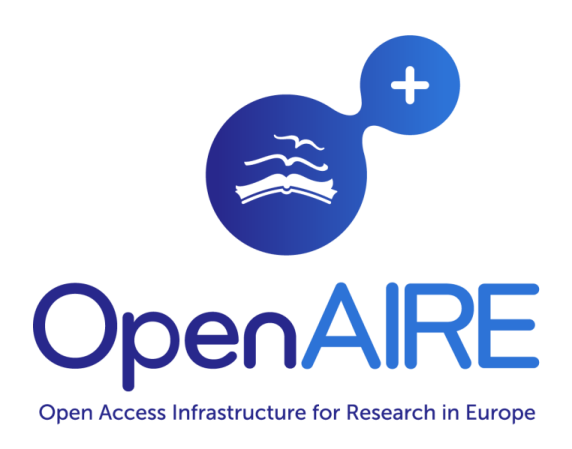 +
OpenAIRE
Open Access Infrastructure for Research in Europe